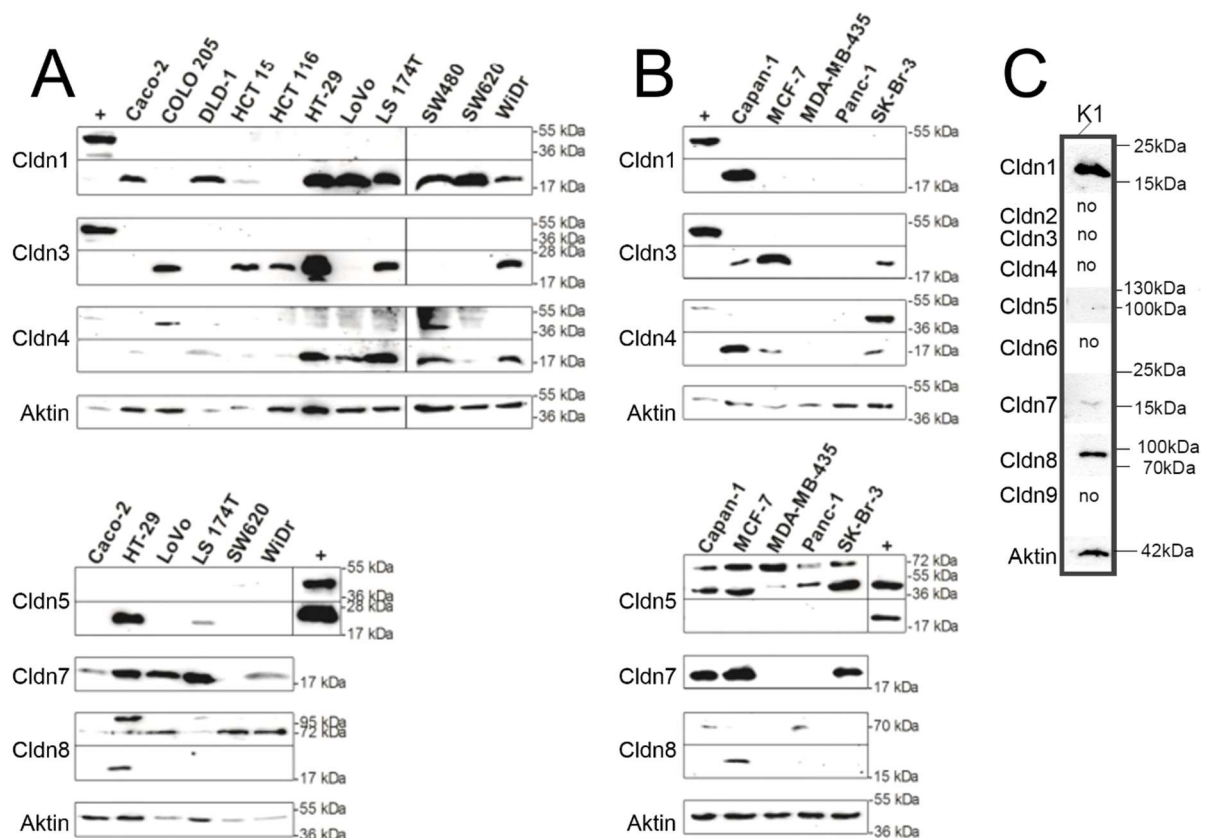 A
+ Caco-2 COLO 205 DLD-1 HCT 15 HCT 116 HT-29 LoVo LS 174T SW480 SW620 WiDr
Cldn1
-55 kDa
-36 kDa
-17 kDa
Cldn3
-55 kDa
-36 kDa
-28 kDa
-17 kDa
Cldn4
-55 kDa
-36 kDa
-17 kDa
Aktin
-55 kDa
-36 kDa
Caco-2 HT-29 LoVo LS 174T SW620 WiDr +
Cldn5
-55 kDa
-36 kDa
-28 kDa
-17 kDa
Cldn7
-17 kDa
Cldn8
-95 kDa
-72 kDa
-17 kDa
Aktin
-55 kDa
-36 kDa
B
+ Capan-1 MCF-7 MDA-MB-435 Panc-1 SK-Br-3
Cldn1
-55 kDa
-36 kDa
-17 kDa
Cldn3
-55 kDa
-36 kDa
-28 kDa
-17 kDa
Cldn4
-55 kDa
-36 kDa
-17 kDa
Aktin
-55 kDa
-36 kDa
Capan-1 MCF-7 MDA-MB-435 Panc-1 SK-Br-3 +
Cldn5
-72 kDa
-55 kDa
-36 kDa
-17 kDa
Cldn7
-17 kDa
Cldn8
-70 kDa
-15 kDa
Aktin
-55 kDa
-36 kDa
C
K1
Cldn1
25kDa
15kDa
Cldn2 no
Cldn3 no
Cldn4 no
Cldn5
130kDa
100kDa
Cldn6 no
Cldn7
25kDa
15kDa
Cldn8
100kDa
70kDa
Cldn9 no
Aktin 42kDa